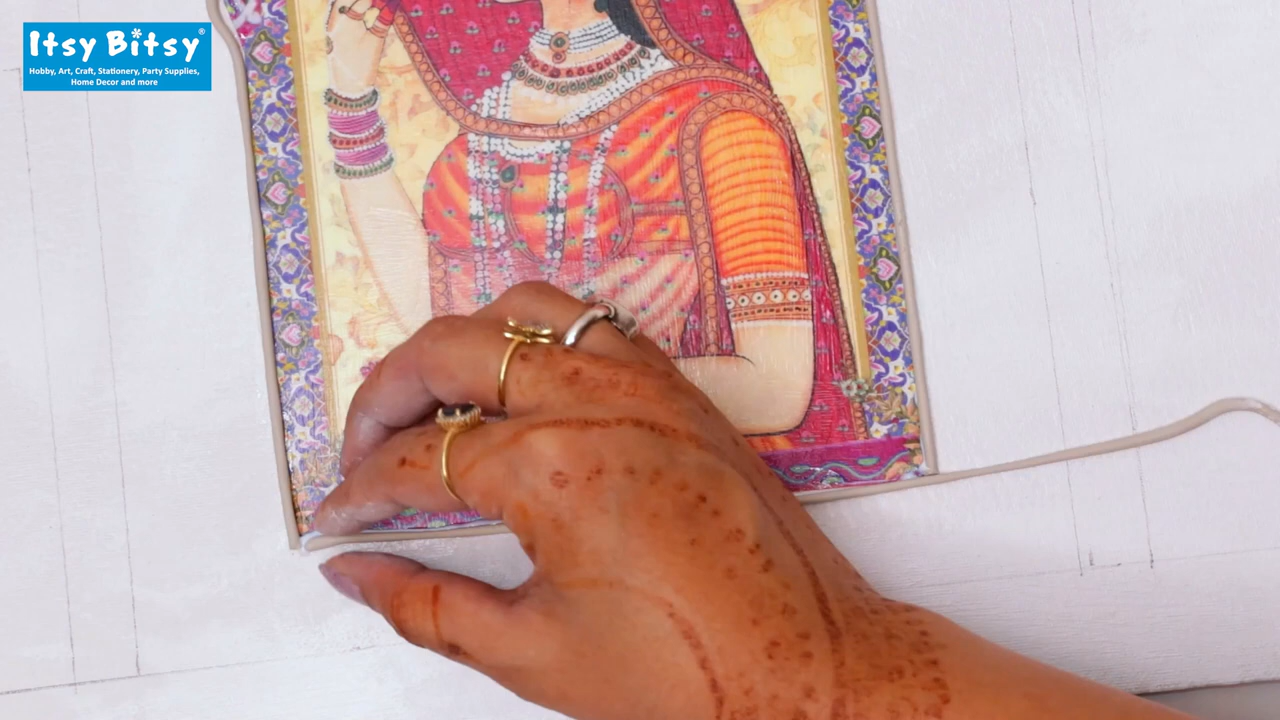 Itsy Bitsy®
Hobby, Art, Craft, Stationery, Party Supplies,
Home Decor and more